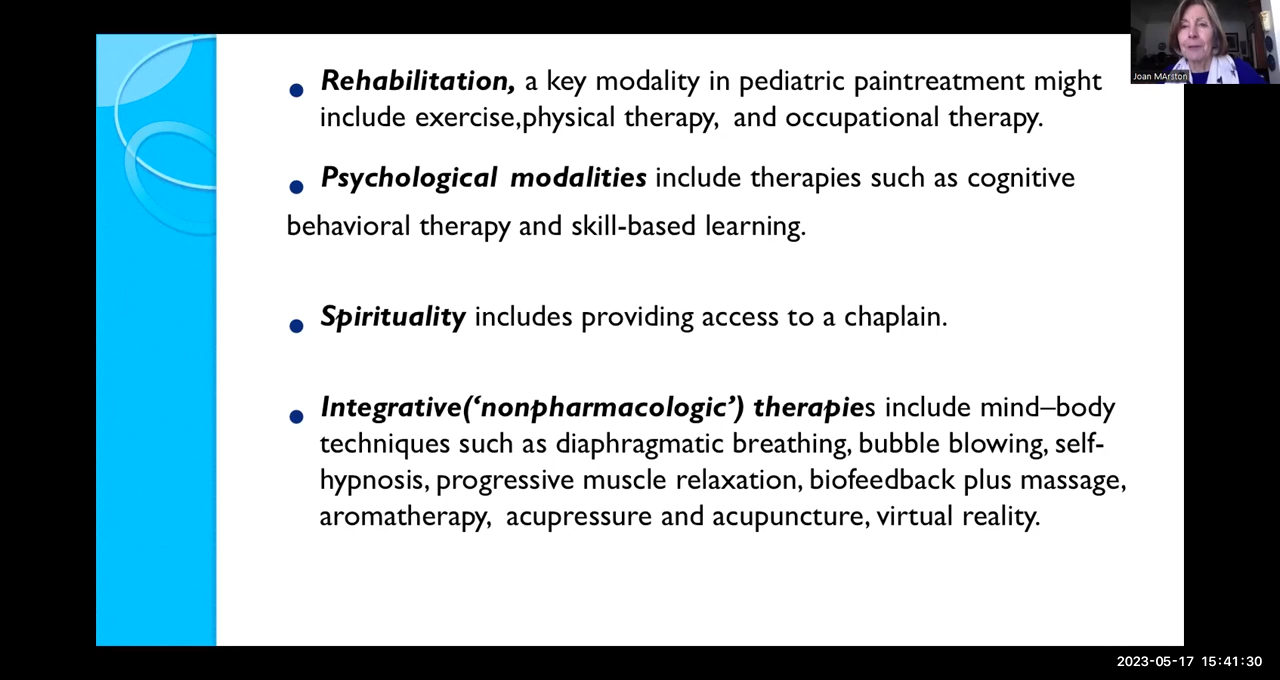 Joan MArston
• Rehabilitation, a key modality in pediatric paintreatment might
include exercise,physical therapy, and occupational therapy.
• Psychological modalities include therapies such as cognitive
behavioral therapy and skill-based learning.
• Spirituality includes providing access to a chaplain.
• Integrative(‘nonpharmacologic’) therapies include mind–body
techniques such as diaphragmatic breathing, bubble blowing, self-
hypnosis, progressive muscle relaxation, biofeedback plus massage,
aromatherapy, acupressure and acupuncture, virtual reality.
2023-05-17 15:41:30